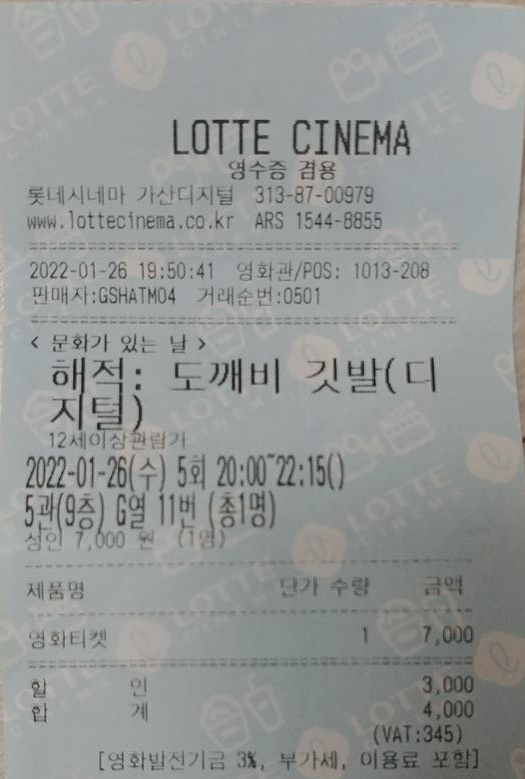 LOTTE CINEMA
영수증 겸용
롯데시네마 가산디지털 313-87-00979
www.lottecinema.co.kr ARS 1544-8855
2022-01-26 19:50:41 영화관/POS: 1013-208
판매자:GSHATM04 거래순번:0501
< 문화가 있는 날 >
해적: 도깨비 깃발(디
지털)
12세이상관람가
2022-01-26(수) 5회 20:00~22:15()
5관(9층) G열 11번 (총1명)
성인 7,000 원 (1명)
제품명 단가 수량 금액
영화티켓 1 7,000
할 인 3,000
합 계 4,000
(VAT:345)
[영화발전기금 3%, 부가세, 이용료 포함]